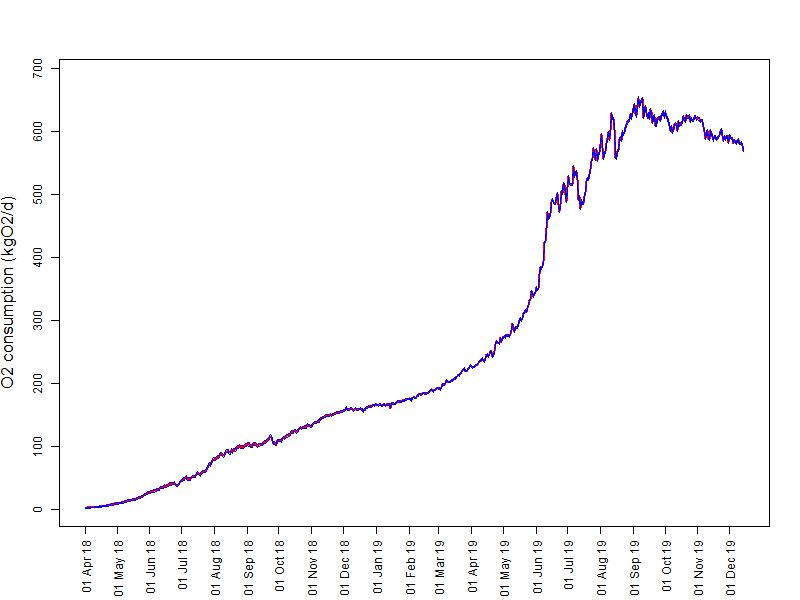 O2 consumption (kgO2/d)
700
600
500
400
300
200
100
0
01 Apr 18
01 May 18
01 Jun 18
01 Jul 18
01 Aug 18
01 Sep 18
01 Oct 18
01 Nov 18
01 Dec 18
01 Jan 19
01 Feb 19
01 Mar 19
01 Apr 19
01 May 19
01 Jun 19
01 Jul 19
01 Aug 19
01 Sep 19
01 Oct 19
01 Nov 19
01 Dec 19